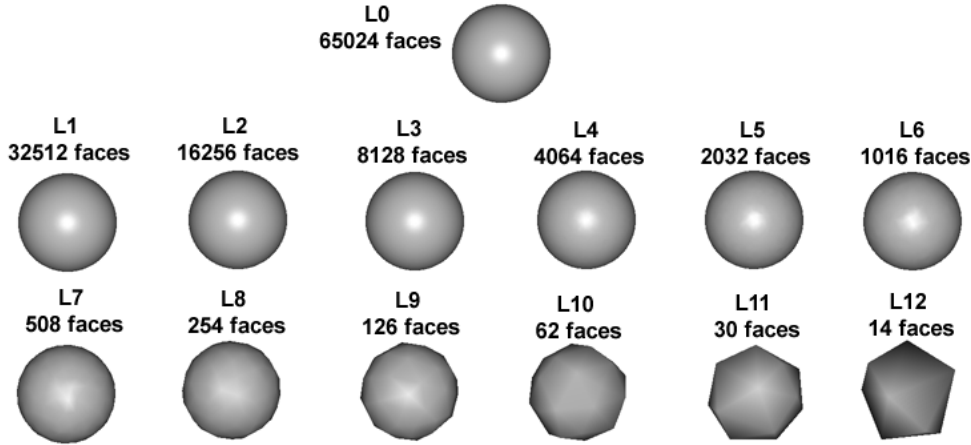 L0
65024 faces
L1
32512 faces
L2
16256 faces
L3
8128 faces
L4
4064 faces
L5
2032 faces
L6
1016 faces
L7
508 faces
L8
254 faces
L9
126 faces
L10
62 faces
L11
30 faces
L12
14 faces